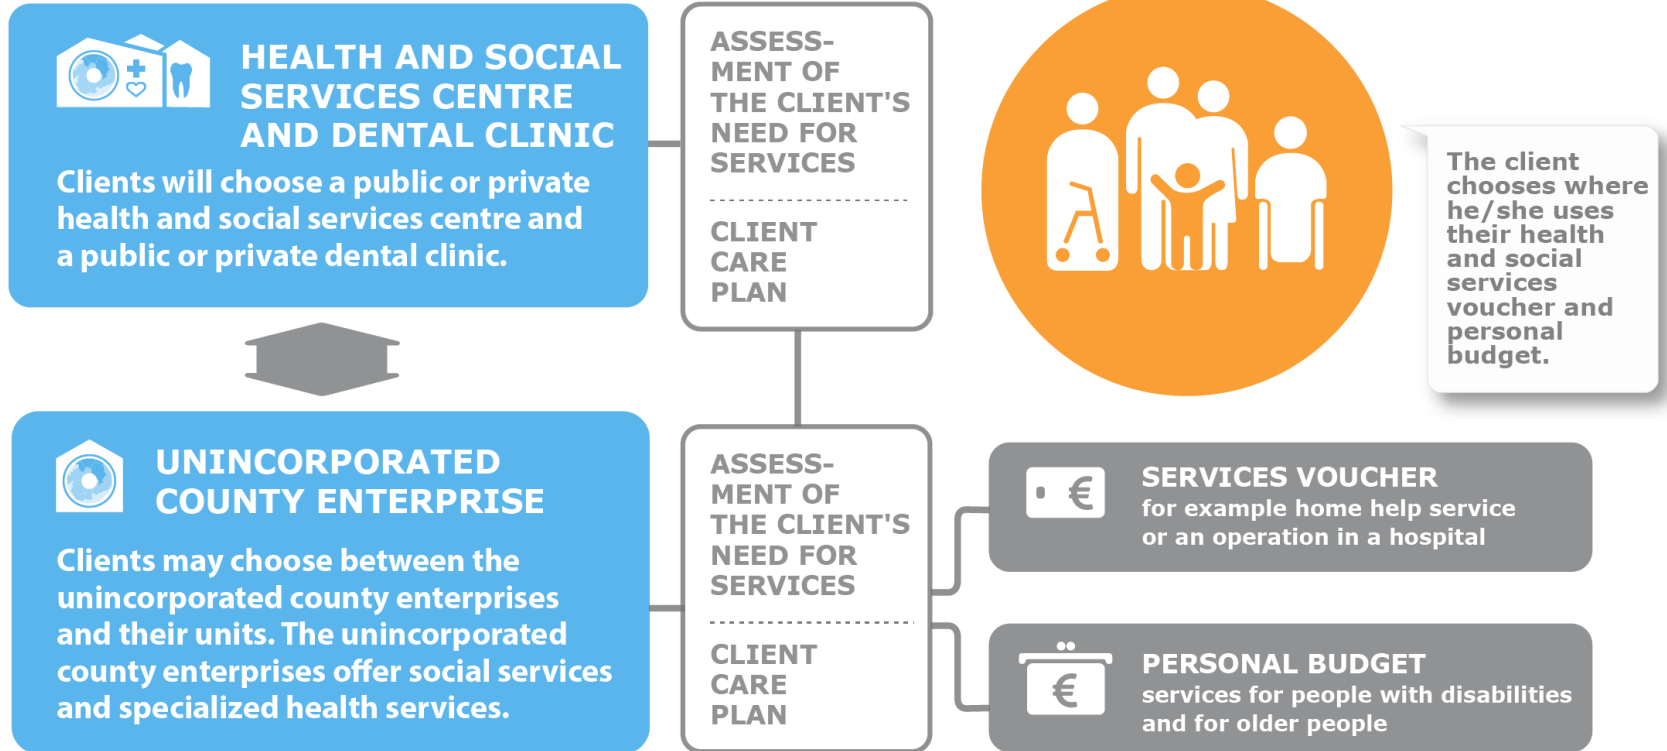 HEALTH AND SOCIAL
SERVICES CENTRE
AND DENTAL CLINIC
Clients will choose a public or private
health and social services centre and
a public or private dental clinic.
ASSESS-
MENT OF
THE CLIENT'S
NEED FOR
SERVICES
CLIENT
CARE
PLAN
The client
chooses where
he/she uses
their health
and social
services
voucher and
personal
budget.
UNINCORPORATED
COUNTY ENTERPRISE
Clients may choose between the
unincorporated county enterprises
and their units. The unincorporated
county enterprises offer social services
and specialized health services.
ASSESS-
MENT OF
THE CLIENT'S
NEED FOR
SERVICES
CLIENT
CARE
PLAN
€
SERVICES VOUCHER
for example home help service
or an operation in a hospital
€
PERSONAL BUDGET
services for people with disabilities
and for older people